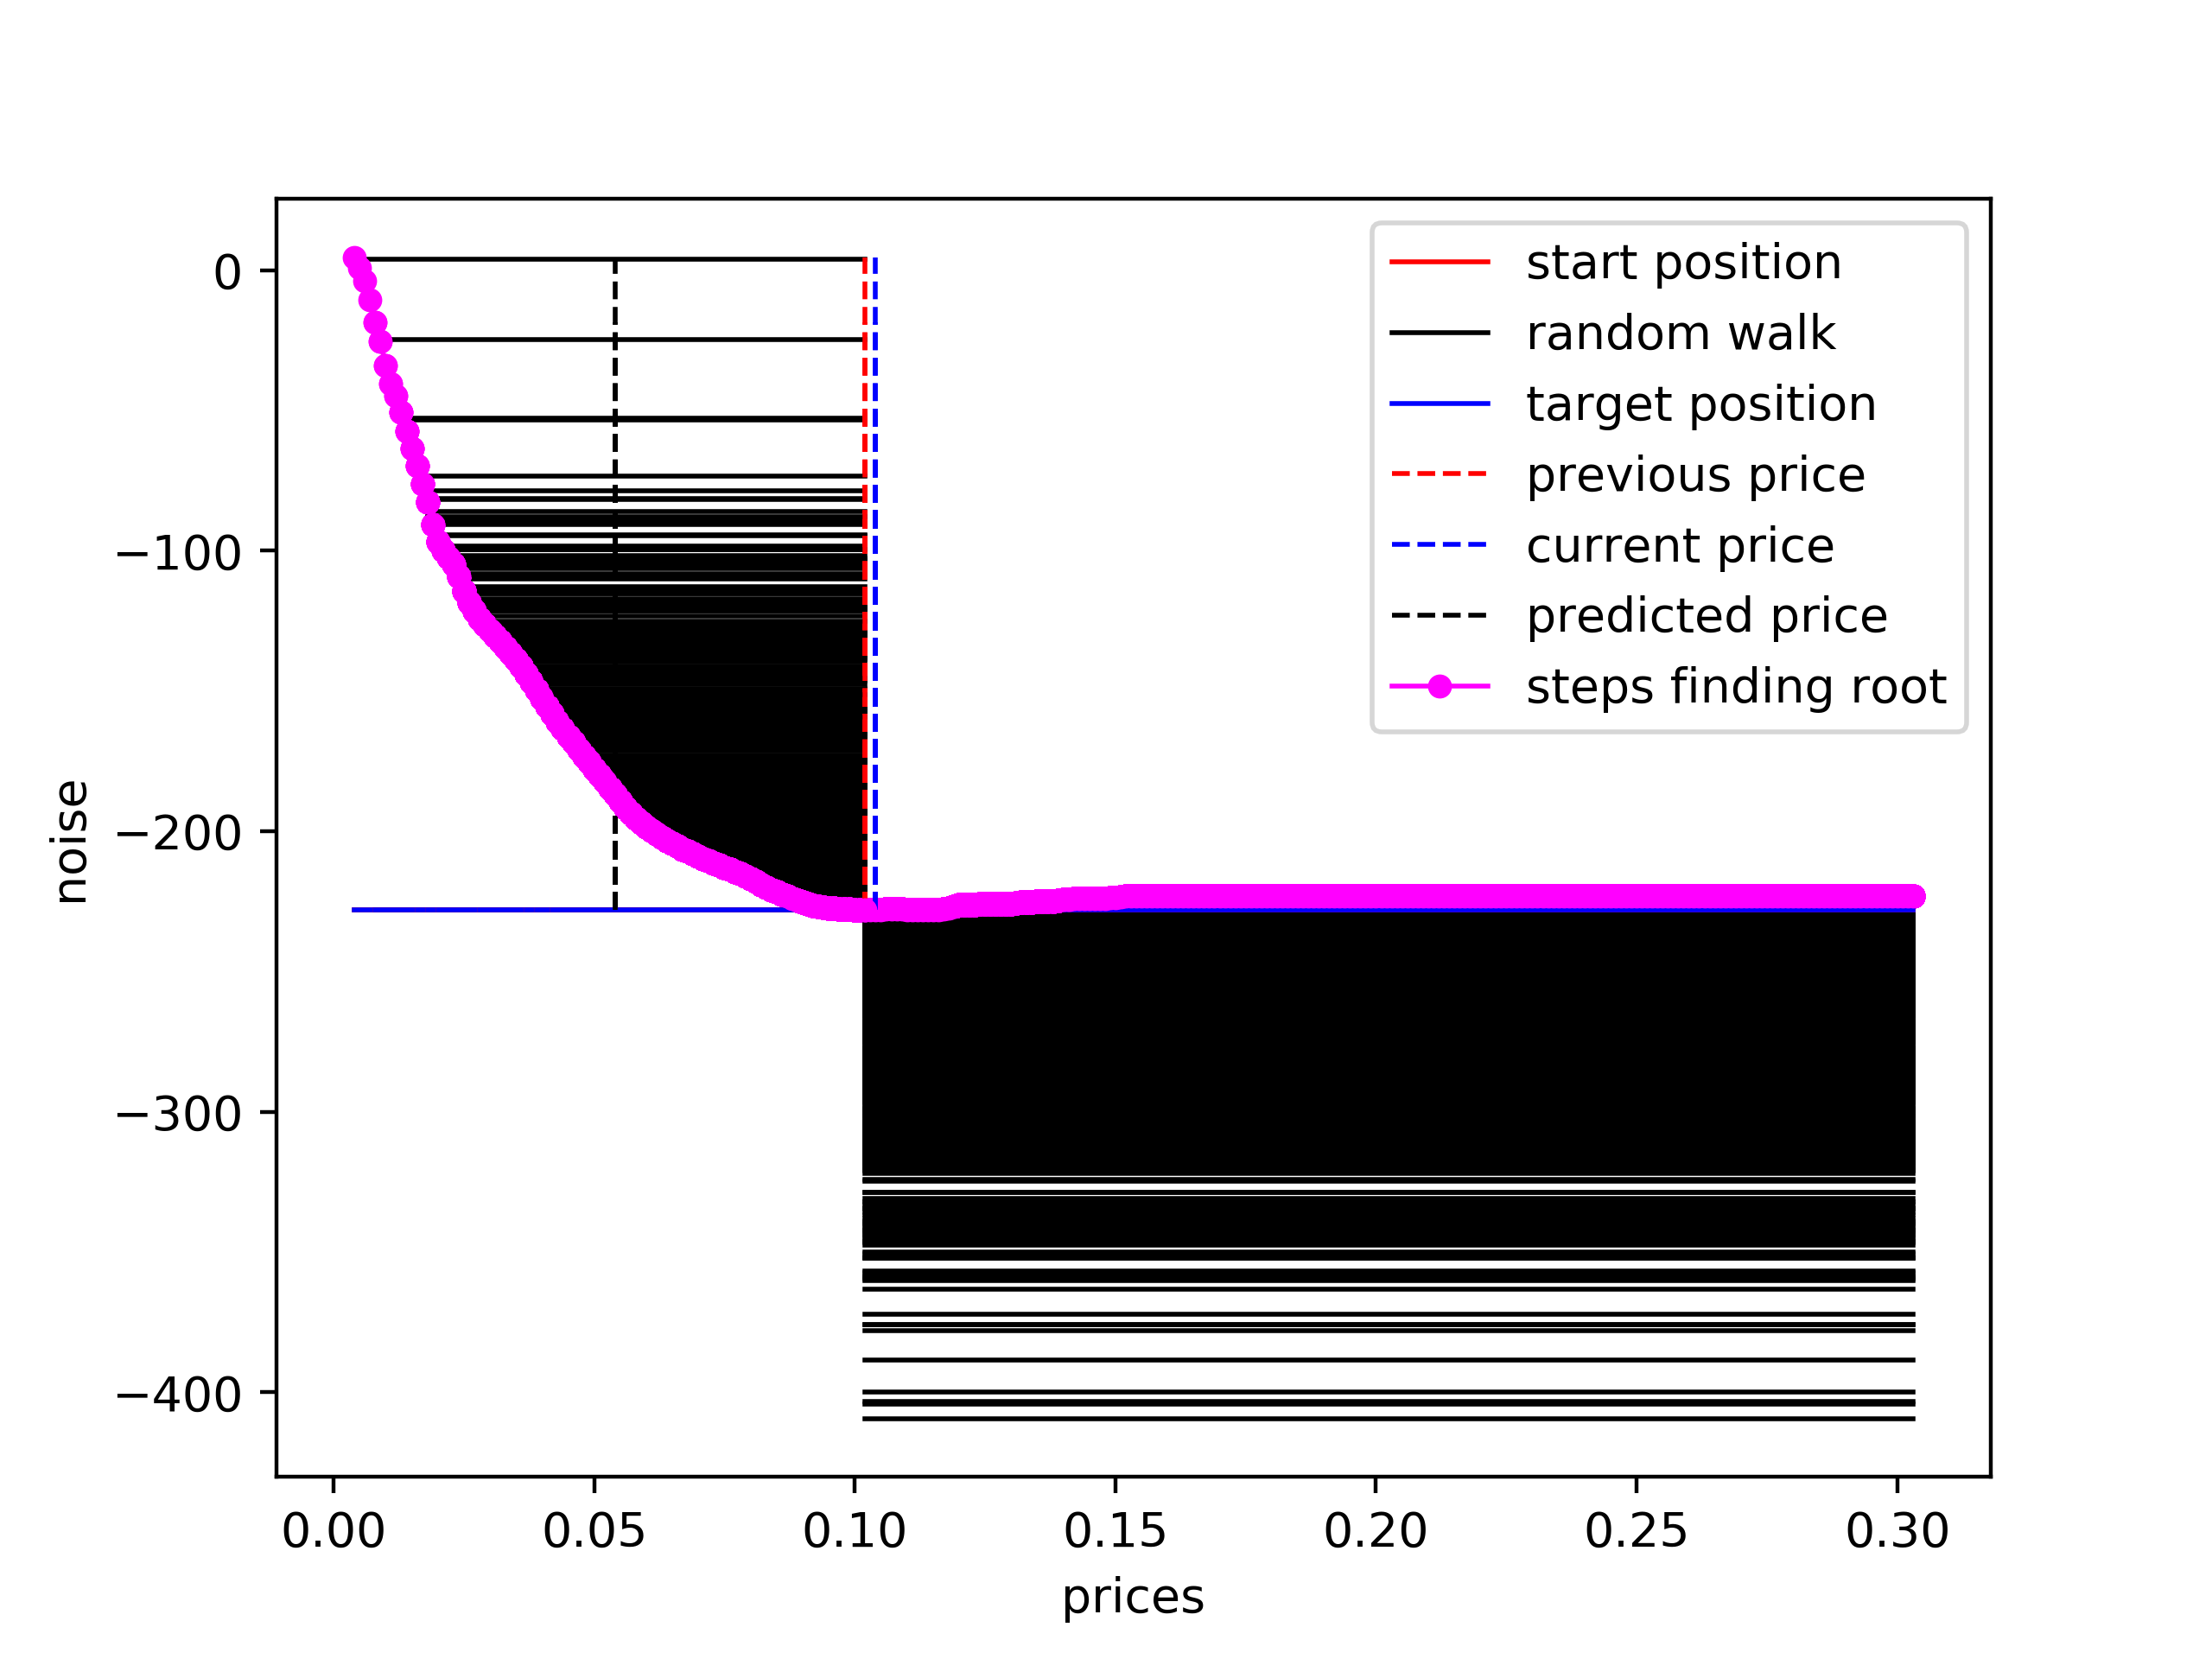 start position
random walk
target position
previous price
current price
predicted price
steps finding root
0
−100
−200
−300
−400
noise
0.00 0.05 0.10 0.15 0.20 0.25 0.30
prices